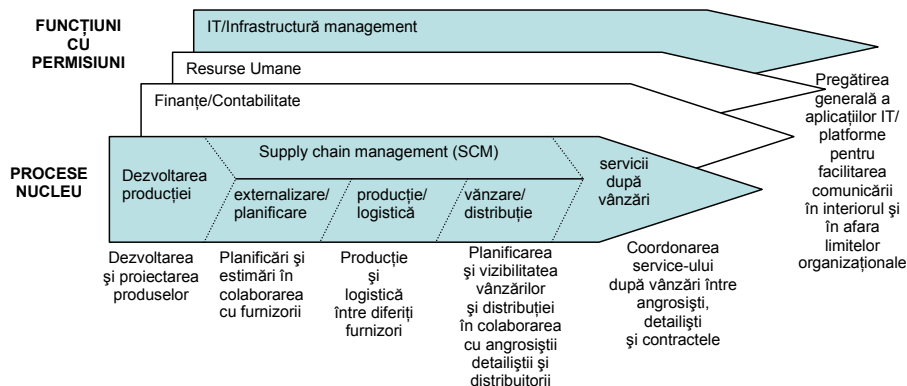 FUNCȚIUNI
CU
PERMISIUNI
IT/Infrastructură management
Resurse Umane
Finanțe/Contabilitate
Pregătirea
generală a
aplicațiilor IT/
platforme
pentru
facilitarea
comunicării
în interiorul și
în afara
limitelor
organizaționale
PROCESE
NUCLEU
Dezvoltarea
producției
Supply chain management (SCM)
externalizare/
planificare
producție/
logistică
vănzare/
distribuție
servicii
după
vânzări
Dezvoltarea
și proiectarea
produselor
Planificări și
estimări în
colaborarea
cu furnizorii
Producție
și
logistică
între diferiți
furnizori
Planificarea
și vizibilitatea
vânzărilor
și distribuției
în colaborarea
cu angrosiștii
detailiștii și
distribuitorii
Coordonarea
service-ului
după vânzări între
angrosiști,
detailiști
și contractele